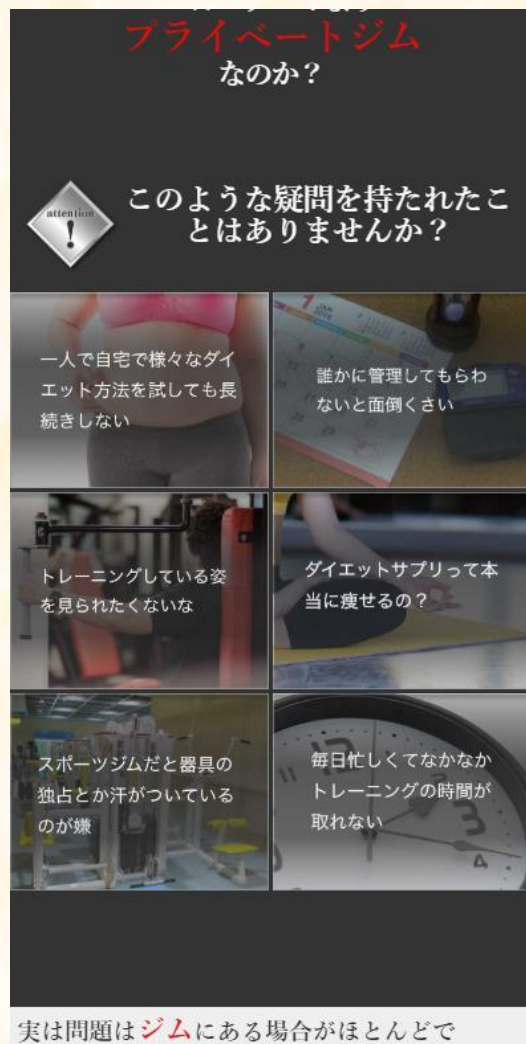 プライベートジム
なのか？
attention
!
このような疑問を持たれたこ
とはありませんか？
一人で自宅で様々なダイ
エット方法を試しても長
続きしない
誰かに管理してもらわ
ないと面倒くさい
1 JAN
2018
トレーニングしている姿
を見られたくないな
ダイエットサプリって本
当に痩せるの？
スポーツジムだと器具の
独占とか汗がついている
のが嫌
毎日忙しくてなかなか
トレーニングの時間が
取れない
11 12 1
3
4
実は問題はジムにある場合がほとんどで